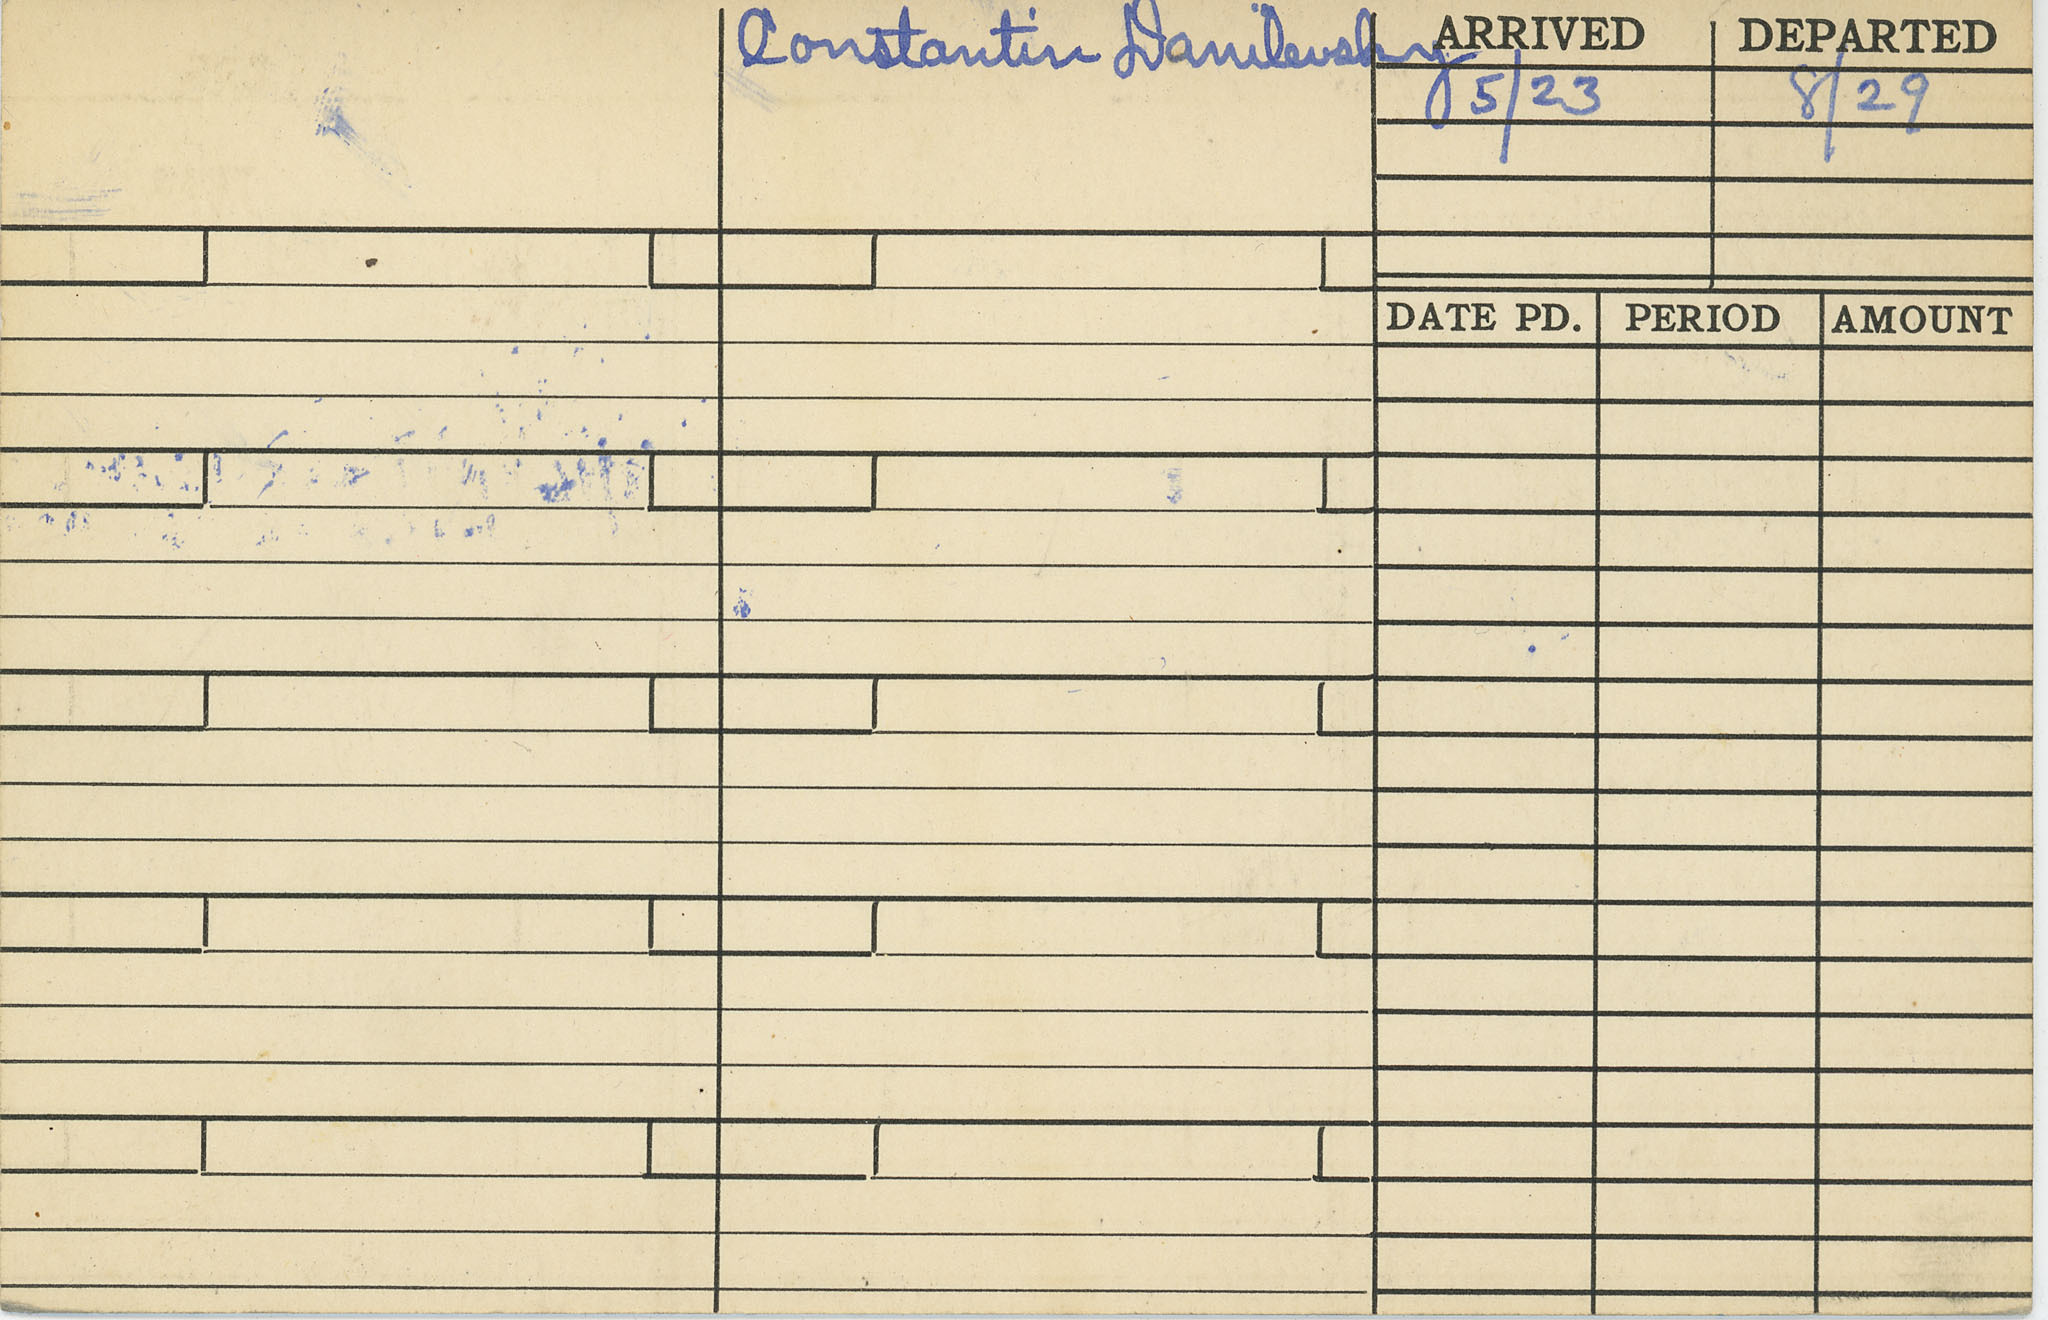 Constantin Danilevsky
ARRIVED DEPARTED
5/23 8/29
DATE PD. PERIOD AMOUNT